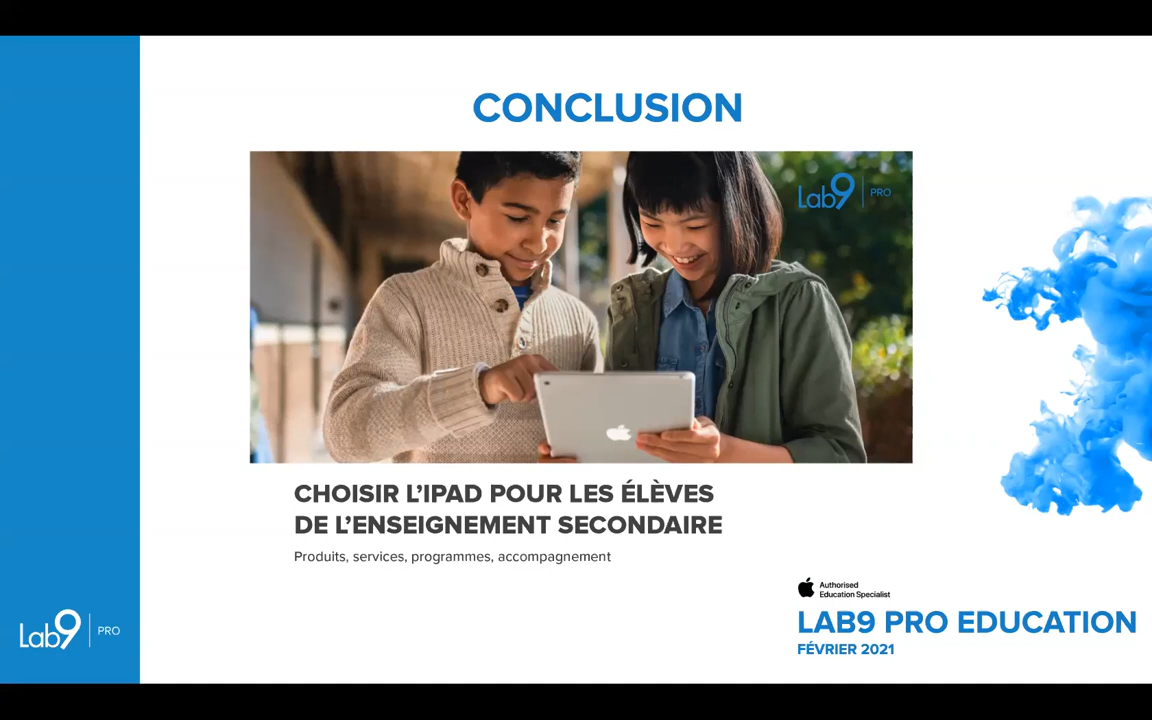 CONCLUSION
Lab9 PRO
CHOISIR L’IPAD POUR LES ÉLÈVES
DE L’ENSEIGNEMENT SECONDAIRE
Produits, services, programmes, accompagnement
Authorised
Education Specialist
LAB9 PRO EDUCATION
FÉVRIER 2021
Lab9 PRO